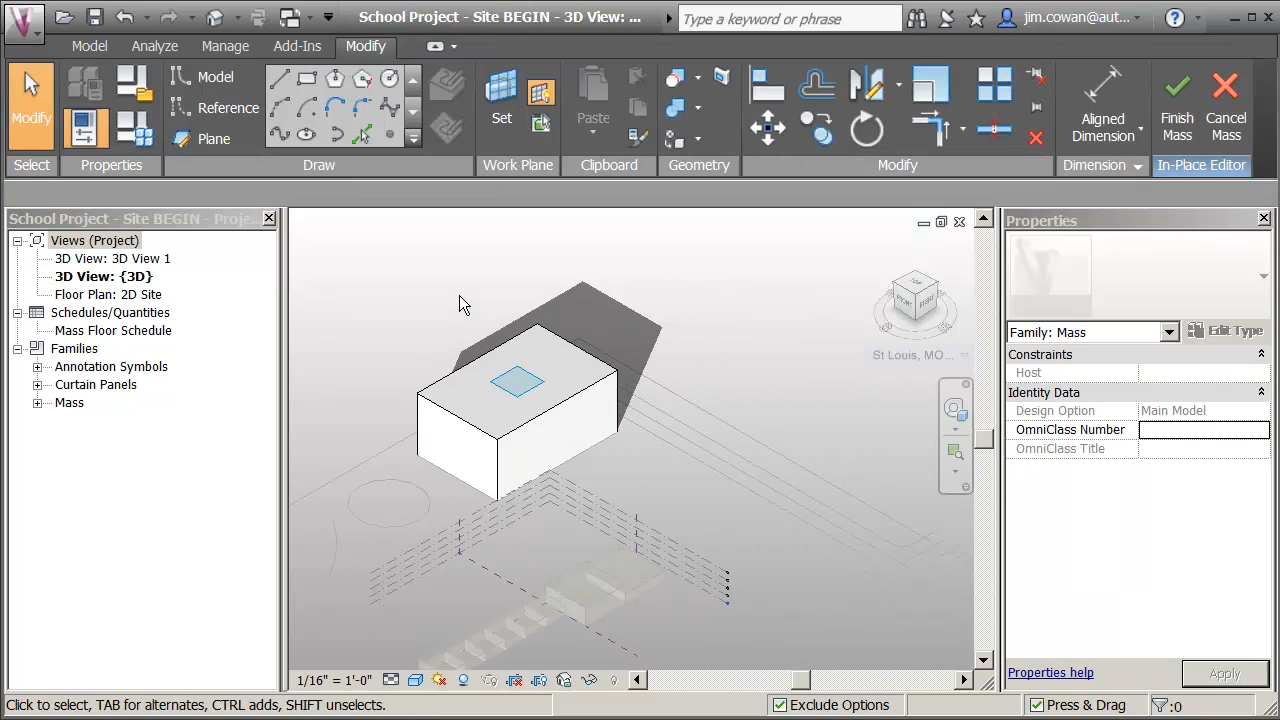 School Project - Site BEGIN - 3D View: ...
Type a keyword or phrase
jim.cowan@aut...
Model
Analyze
Manage
Add-Ins
Modify
Modify
Model
Reference
Plane
Set
Paste
Aligned
Dimension
Finish
Mass
Cancel
Mass
Select
Properties
Draw
Work Plane
Clipboard
Geometry
Modify
Dimension
In-Place Editor
School Project - Site BEGIN - Proje...
Views (Project)
3D View: 3D View 1
3D View: {3D}
Floor Plan: 2D Site
Schedules/Quantities
Mass Floor Schedule
Families
Annotation Symbols
Curtain Panels
Mass
TOP
FRONT
RIGHT
St Louis, MO...
1/16" = 1'-0"
Properties
Family: Mass
Edit Type
Constraints
Host
Identity Data
Design Option
Main Model
OmniClass Number
OmniClass Title
Properties help
Apply
Click to select, TAB for alternates, CTRL adds, SHIFT unselects.
Exclude Options
Press & Drag
:0